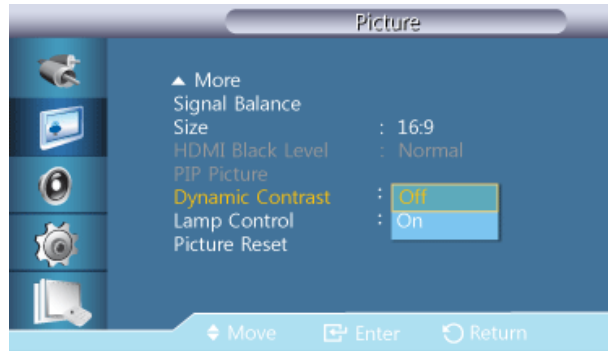 Picture
▲ More
Signal Balance
Size : 16:9
HDMI Black Level : Normal
PIP Picture
Dynamic Contrast : Off
Lamp Control : On
Picture Reset
Move Enter Return